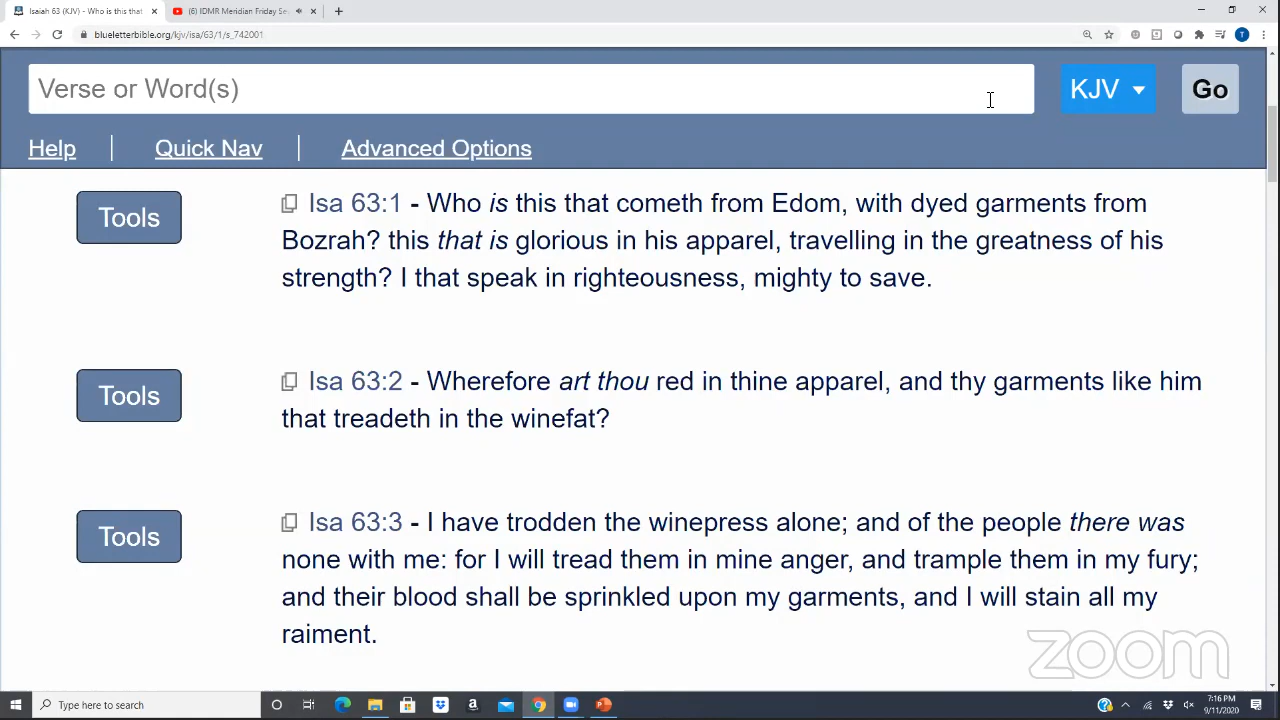 Isaiah 63 (KJV) - Who is this that
(6) IDMR Meridian Friday Se
blueletterbible.org/kjv/isa/63/1/s_742001
T
Verse or Word(s)
KJV
Go
Help | Quick Nav | Advanced Options
Tools
Isa 63:1 - Who is this that cometh from Edom, with dyed garments from
Bozrah? this that is glorious in his apparel, travelling in the greatness of his
strength? I that speak in righteousness, mighty to save.
Tools
Isa 63:2 - Wherefore art thou red in thine apparel, and thy garments like him
that treadeth in the winefat?
Tools
Isa 63:3 - I have trodden the winepress alone; and of the people there was
none with me: for I will tread them in mine anger, and trample them in my fury;
and their blood shall be sprinkled upon my garments, and I will stain all my
raiment.
zoom
Type here to search
7:16 PM
9/11/2020